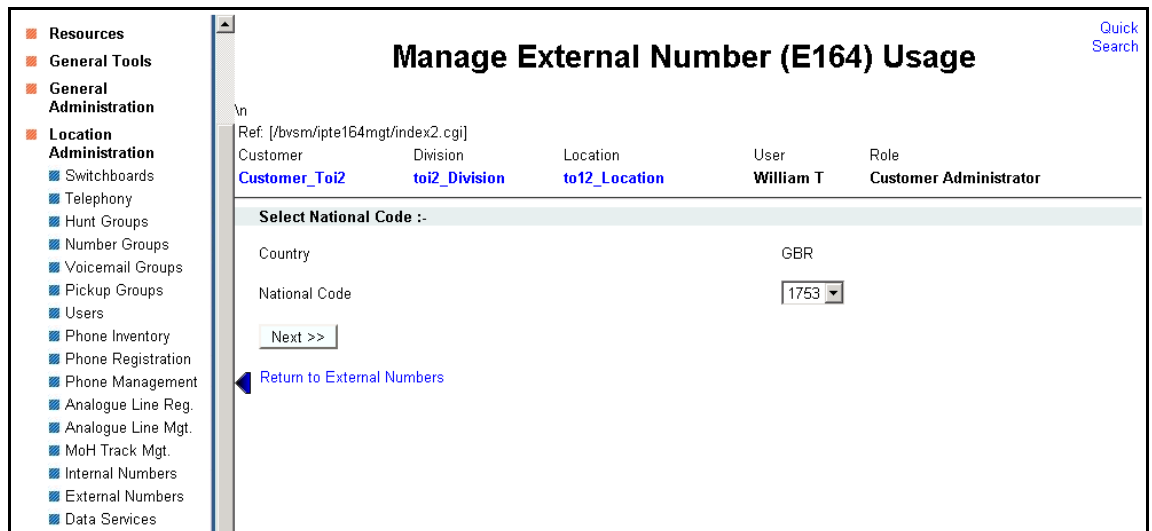 Resources
General Tools
General
Administration
Location
Administration
Switchboards
Telephony
Hunt Groups
Number Groups
Voicemail Groups
Pickup Groups
Users
Phone Inventory
Phone Registration
Phone Management
Analogue Line Reg.
Analogue Line Mgt.
MoH Track Mgt.
Internal Numbers
External Numbers
Data Services
Quick
Search
Manage External Number (E164) Usage
\n
Ref: [/bvsm/ipte164mgt/index2.cgi]
Customer Division Location User Role
Customer_Toi2 toi2_Division to12_Location William T Customer Administrator
Select National Code :-
Country GBR
National Code 1753
Next >>
Return to External Numbers